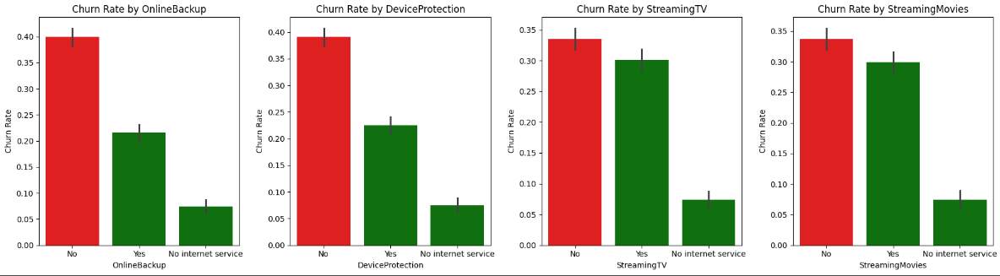 Churn Rate by OnlineBackup
Churn Rate
0.40
0.35
0.30
0.25
0.20
0.15
0.10
0.05
0.00
No Yes No internet service
OnlineBackup
Churn Rate by DeviceProtection
Churn Rate
0.40
0.35
0.30
0.25
0.20
0.15
0.10
0.05
0.00
No Yes No internet service
DeviceProtection
Churn Rate by StreamingTV
Churn Rate
0.35
0.30
0.25
0.20
0.15
0.10
0.05
0.00
No Yes No internet service
StreamingTV
Churn Rate by StreamingMovies
Churn Rate
0.35
0.30
0.25
0.20
0.15
0.10
0.05
0.00
No Yes No internet service
StreamingMovies